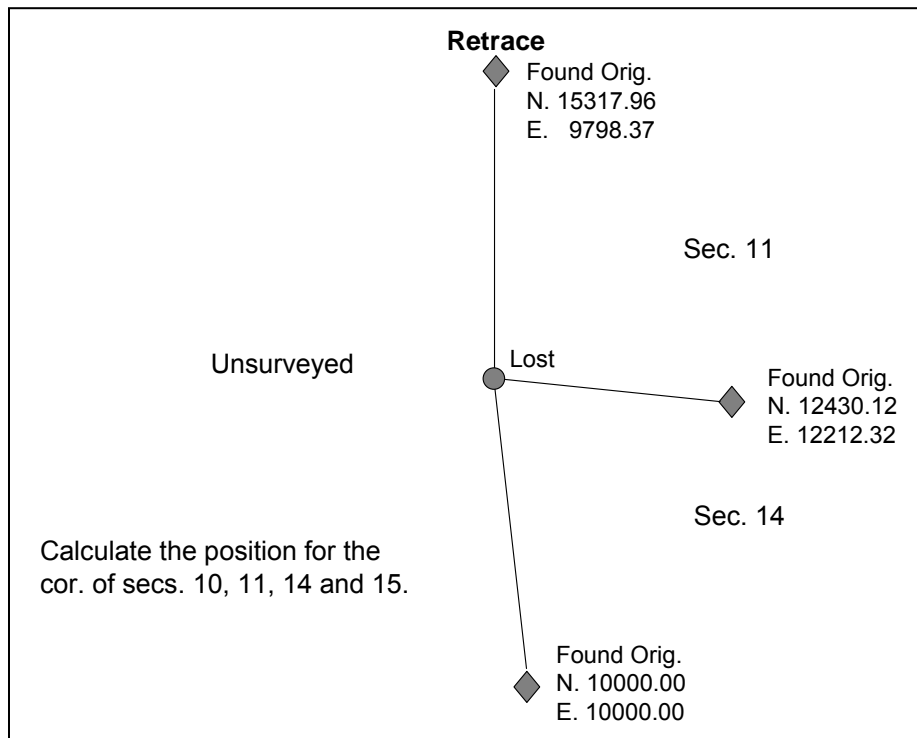 Retrace
Found Orig.
N. 15317.96
E. 9798.37
Sec. 11
Unsurveyed
Lost
Found Orig.
N. 12430.12
E. 12212.32
Sec. 14
Calculate the position for the
cor. of secs. 10, 11, 14 and 15.
Found Orig.
N. 10000.00
E. 10000.00